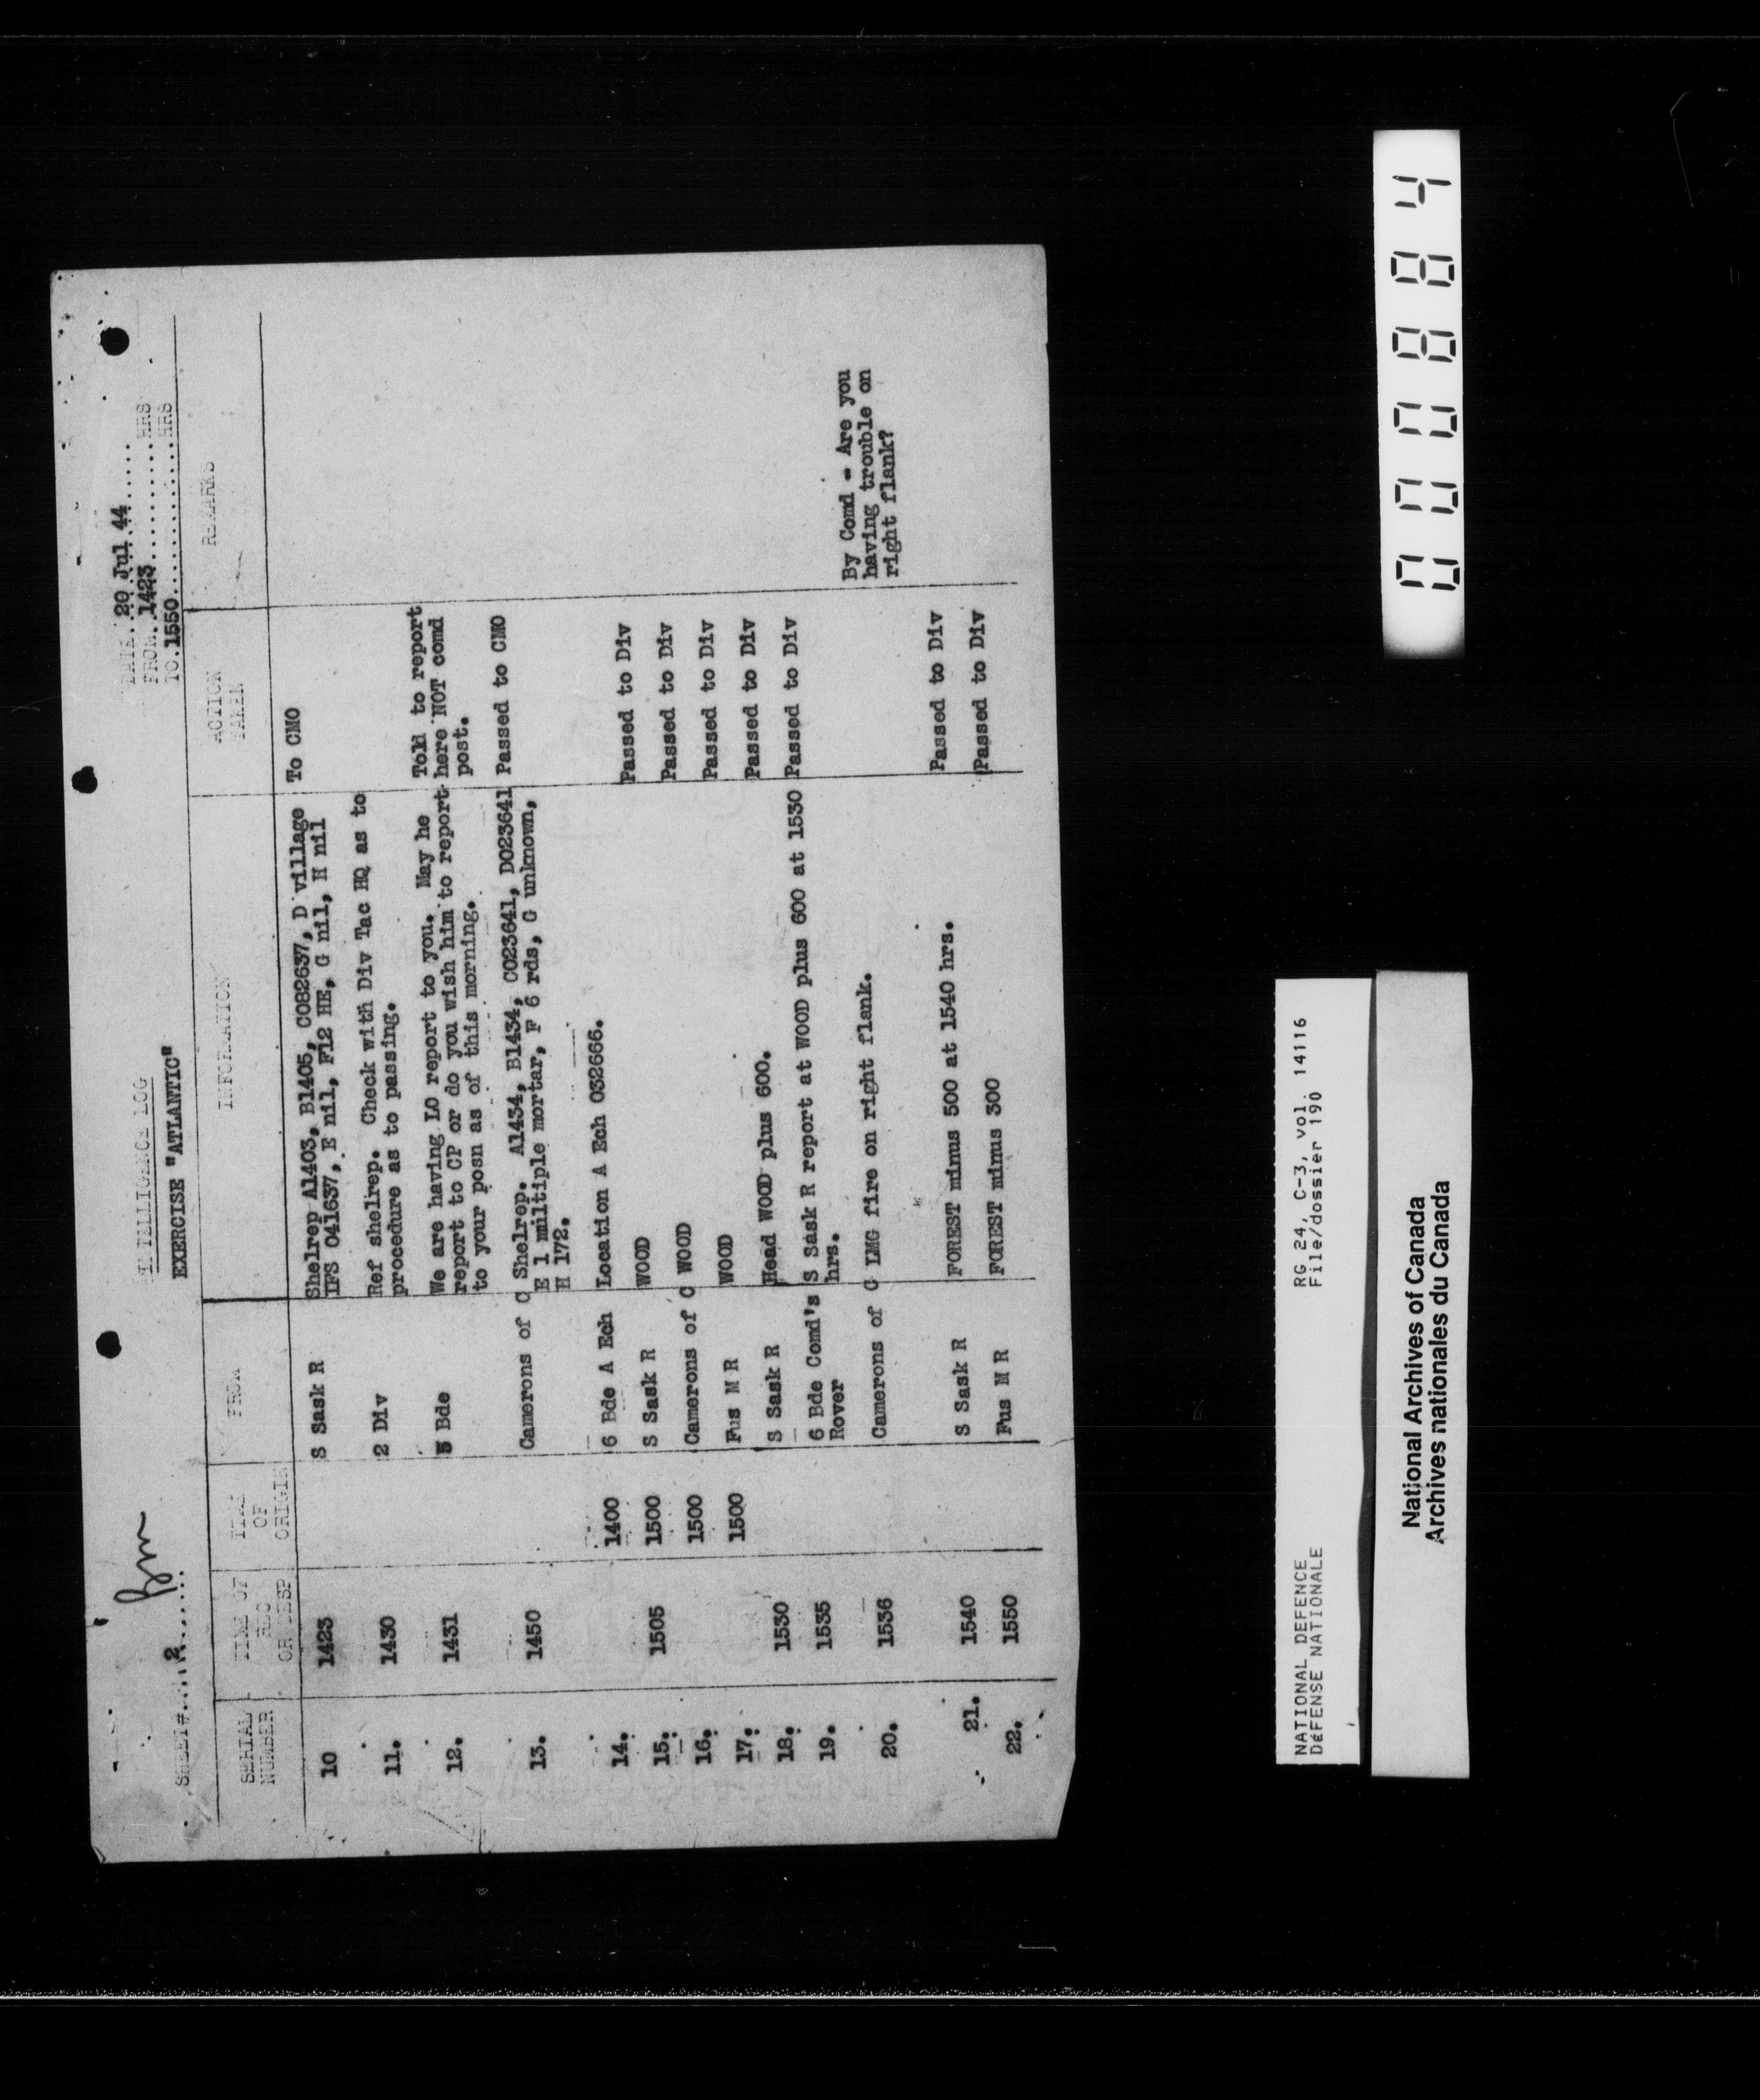 SHEET#....2......
Bm
INTELLIGENCE LOG
EXERCISE "ATLANTIC"
DATE..20 Jul 44......
FROM..1423...........HRS
TO.1550..............HRS
SERIAL NUMBER TIME OF REC OR DESP TIME OF ORIGIN FROM INFORMATION ACTION TAKEN REMARKS
10 1423 S Sask R Shelrep A1403, B1405, C082637, D village To CMO
IFS 041637, E nil, F12 HE, G nil, H nil
11. 1430 2 Div Ref shelrep. Check with Div Tac HQ as to
procedure as to passing.
12. 1431 5 Bde We are having LO report to you. May he Told to report
report to CP or do you wish him to report here NOT comd
to your posn as of this morning. post.
13. 1450 Camerons of C Shelrep. A1434, B1434, C023641, D023641 Passed to CMO
E 1 multiple mortar, F 6 rds, G unknown,
H 172.
14. 1400 6 Bde A Ech Location A Ech 032666. Passed to Div
15. 1505 1500 S Sask R WOOD Passed to Div
16. 1500 Camerons of C WOOD Passed to Div
17. 1500 Fus M R WOOD Passed to Div
18. 1530 S Sask R Head WOOD plus 600. Passed to Div
19. 1535 6 Bde Comd's S Sask R report at WOOD plus 600 at 1530
Rover hrs.
20. 1536 Camerons of C LMG fire on right flank. By Comd - Are you
having trouble on
right flank?
21. 1540 S Sask R FOREST minus 500 at 1540 hrs. Passed to Div
22. 1550 Fus M R FOREST minus 300 Passed to Div
NATIONAL DEFENCE RG 24, C-3, vol. 14116
DéFENSE NATIONALE File/dossier 190
National Archives of Canada
Archives nationales du Canada
000884